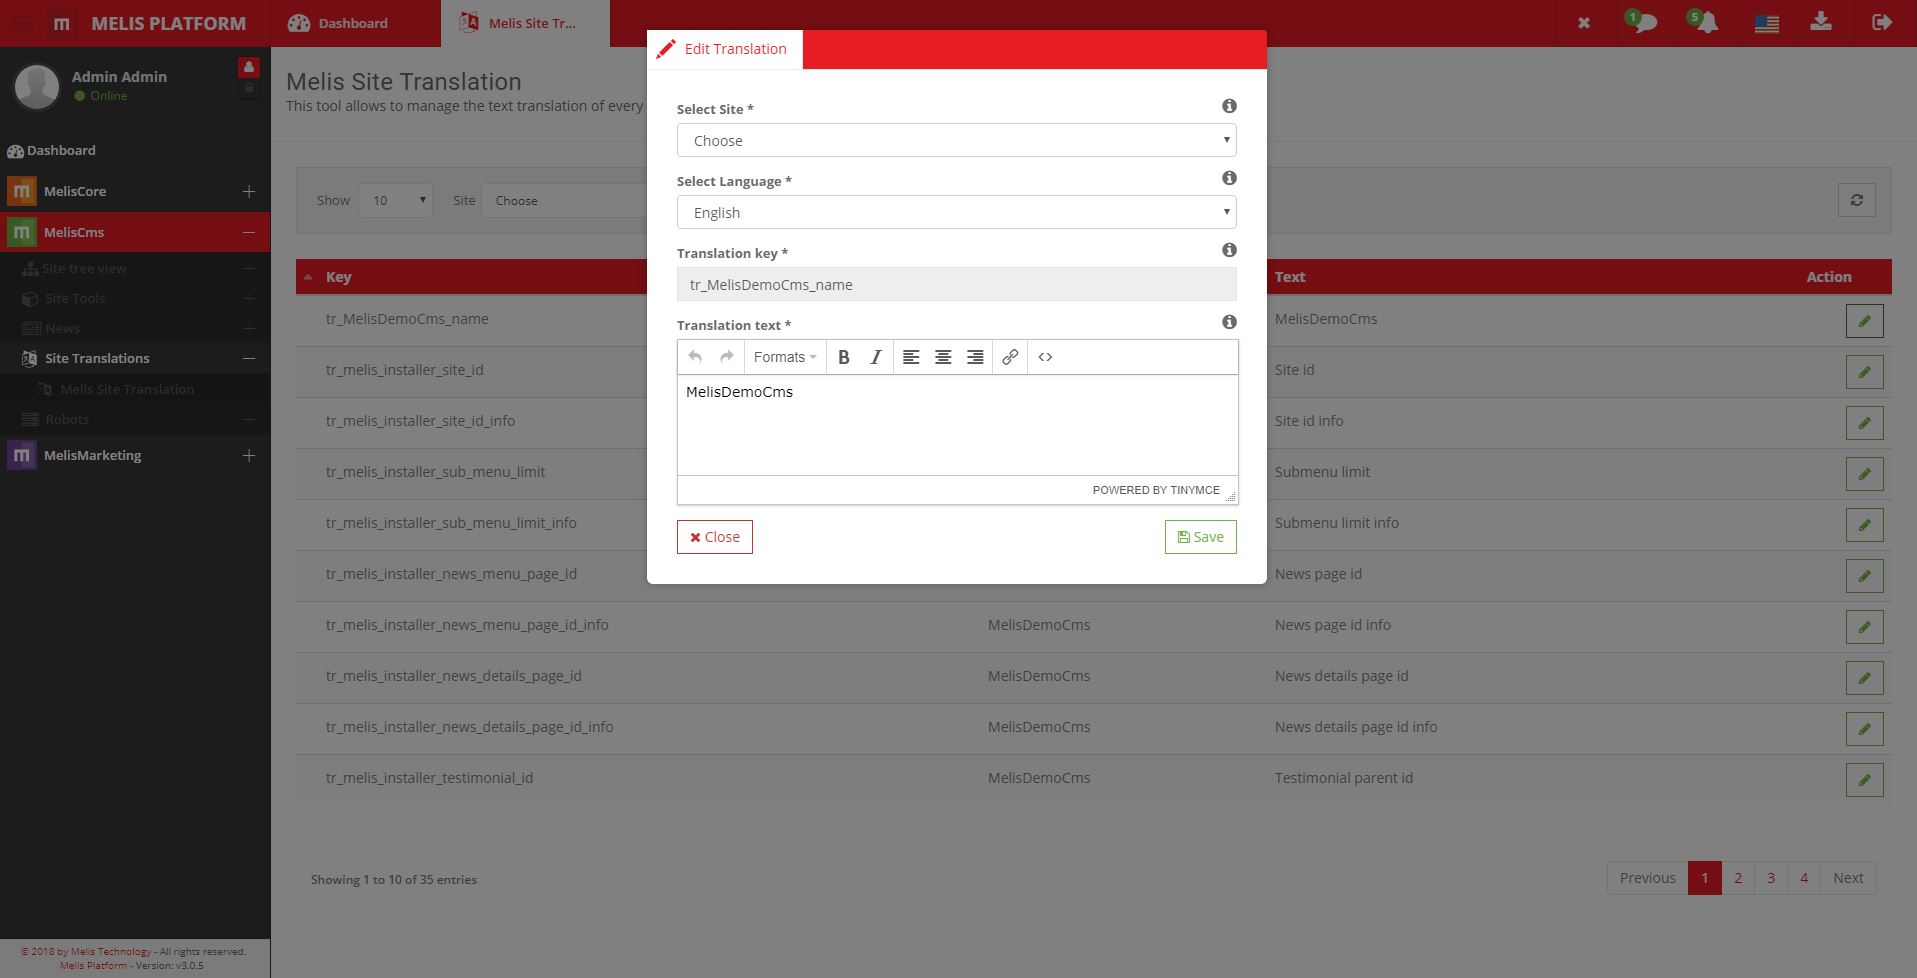 MELIS PLATFORM
Dashboard
Melis Site Tr...
1
5
Admin Admin
Online
Dashboard
MelisCore
MelisCms
Site tree view
Site Tools
News
Site Translations
Melis Site Translation
Robots
MelisMarketing
© 2018 by Melis Technology - All rights reserved.
Melis Platform - Version: v3.0.5
Melis Site Translation
This tool allows to manage the text translation of every
Show 10 Site Choose
Key Text Action
tr_MelisDemoCms_name MelisDemoCms
tr_melis_installer_site_id Site id
tr_melis_installer_site_id_info Site id info
tr_melis_installer_sub_menu_limit Submenu limit
tr_melis_installer_sub_menu_limit_info Submenu limit info
tr_melis_installer_news_menu_page_id News page id
tr_melis_installer_news_menu_page_id_info MelisDemoCms News page id info
tr_melis_installer_news_details_page_id MelisDemoCms News details page id
tr_melis_installer_news_details_page_id_info MelisDemoCms News details page id info
tr_melis_installer_testimonial_id MelisDemoCms Testimonial parent id
Showing 1 to 10 of 35 entries
Previous 1 2 3 4 Next
Edit Translation
Select Site *
Choose
Select Language *
English
Translation key *
tr_MelisDemoCms_name
Translation text *
Formats B I
MelisDemoCms
POWERED BY TINYMCE
Close Save